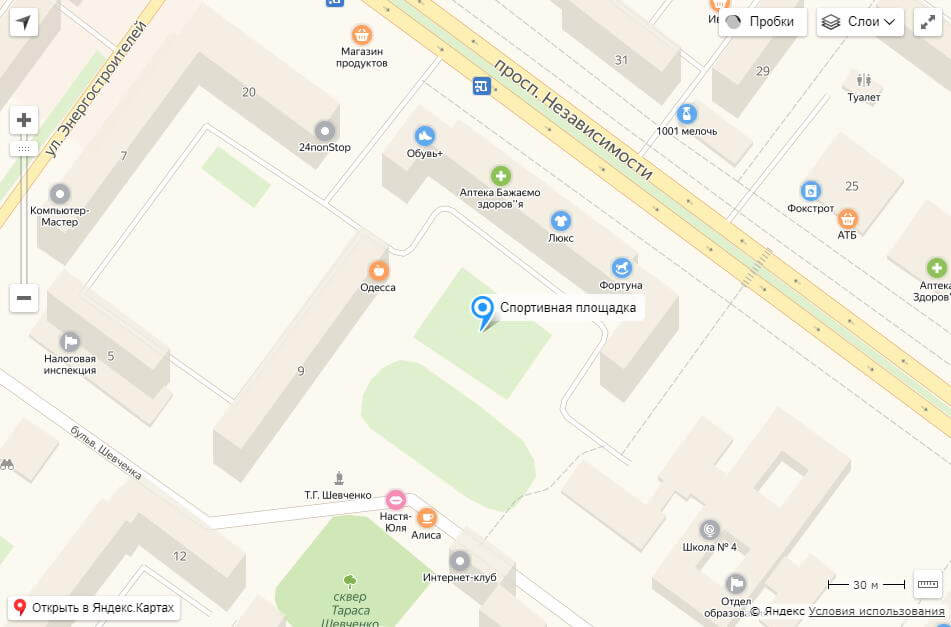 Пробки
Слои
Магазин
продуктов
31
29
Туалет
ул. Энергостроителей
20
просп. Независимости
1001 мелочь
24nonStop
Обувь+
7
Аптека Бажаємо
здоров"я
25
Фокстрот
АТБ
Компьютер-
Мастер
Люкс
Одесса
Фортуна
Аптека
Здоров"
Спортивная площадка
Налоговая
инспекция
5
9
бульв. Шевченка
Т.Г. Шевченко
Настя-
Юля
Алиса
Школа № 4
12
Интернет-клуб
сквер
Тараса
Шевченко
Отдел
образов.
30 м
Открыть в Яндекс.Картах
© Яндекс Условия использования